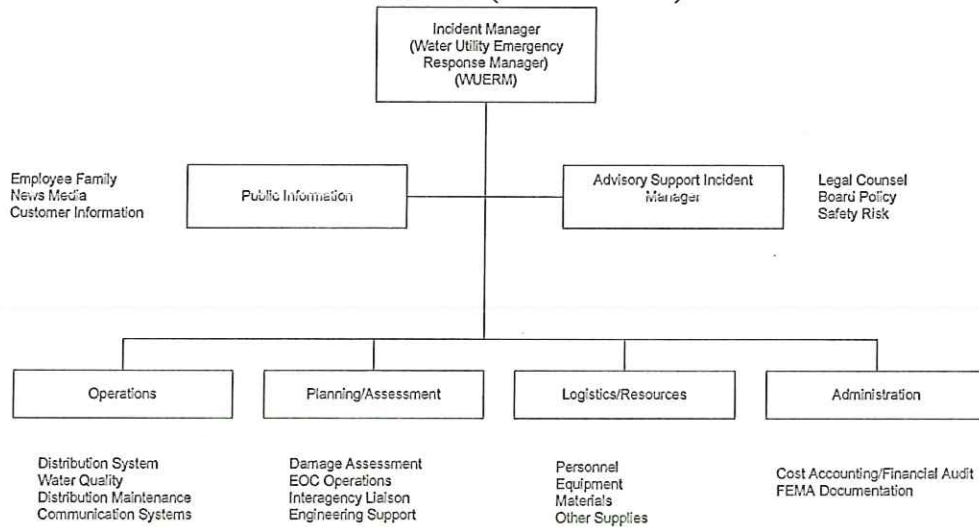 Incident Manager
(Water Utility Emergency
Response Manager)
(WUERM)
Employee Family
News Media
Customer Information
Public Information
Advisory Support Incident
Manager
Legal Counsel
Board Policy
Safety Risk
Operations
Planning/Assessment
Logistics/Resources
Administration
Distribution System
Water Quality
Distribution Maintenance
Communication Systems
Damage Assessment
EOC Operations
Interagency Liaison
Engineering Support
Personnel
Equipment
Materials
Other Supplies
Cost Accounting/Financial Audit
FEMA Documentation